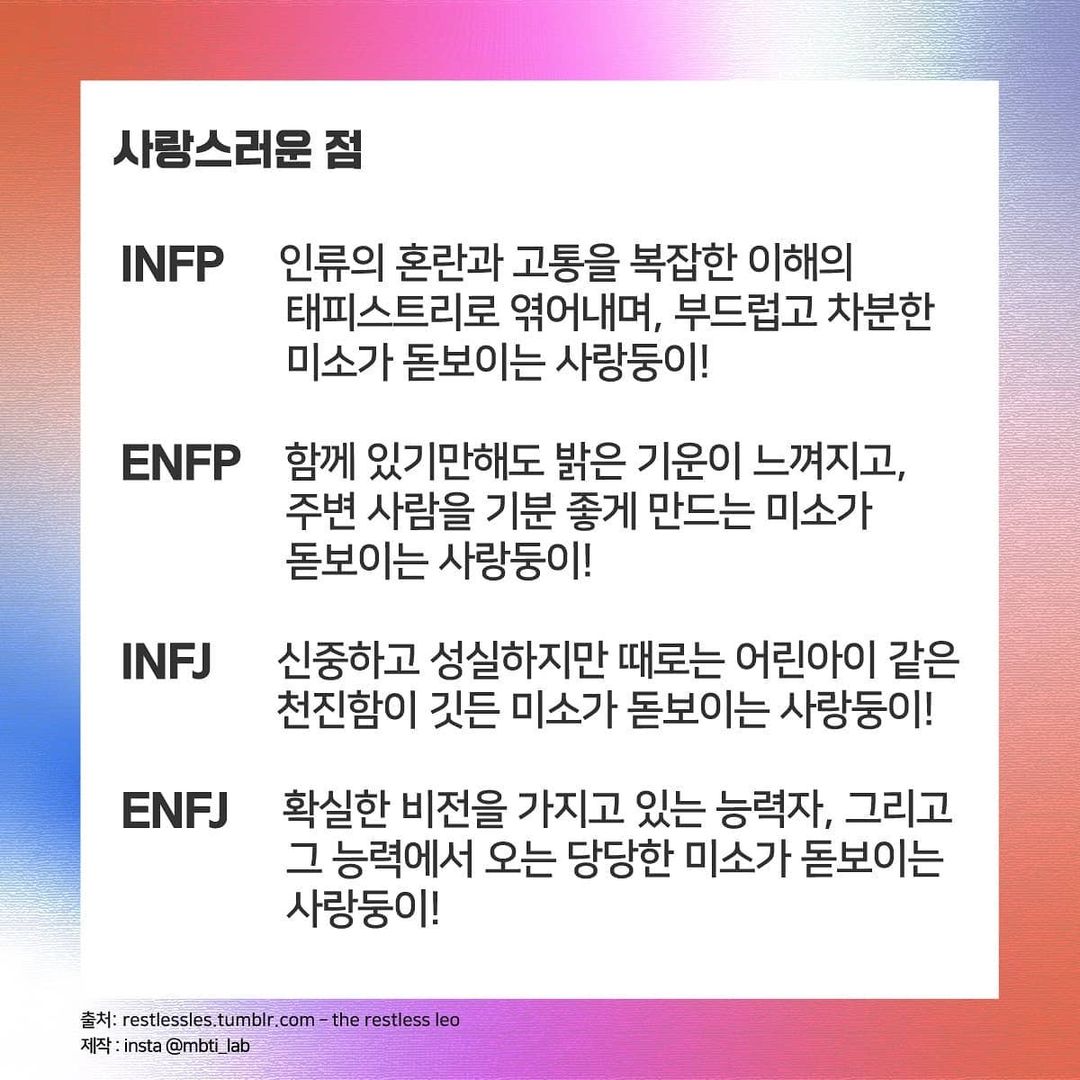 사랑스러운 점
INFP 인류의 혼란과 고통을 복잡한 이해의
태피스트리로 엮어내며, 부드럽고 차분한
미소가 돋보이는 사랑둥이!
ENFP 함께 있기만해도 밝은 기운이 느껴지고,
주변 사람을 기분 좋게 만드는 미소가
돋보이는 사랑둥이!
INFJ 신중하고 성실하지만 때로는 어린아이 같은
천진함이 깃든 미소가 돋보이는 사랑둥이!
ENFJ 확실한 비전을 가지고 있는 능력자, 그리고
그 능력에서 오는 당당한 미소가 돋보이는
사랑둥이!
출처: restlessles.tumblr.com - the restless leo
제작 : insta @mbti_lab